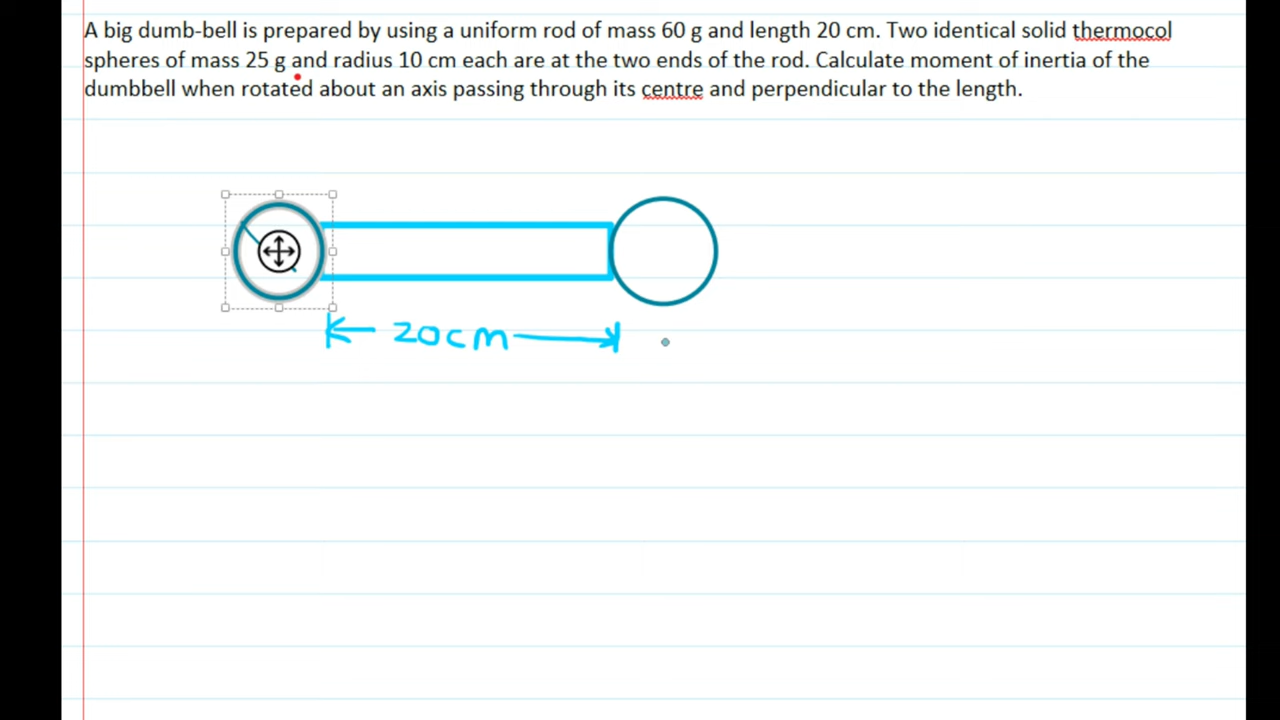 A big dumb-bell is prepared by using a uniform rod of mass 60 g and length 20 cm. Two identical solid thermocol
spheres of mass 25 g and radius 10 cm each are at the two ends of the rod. Calculate moment of inertia of the
dumbbell when rotated about an axis passing through its centre and perpendicular to the length.
20cm